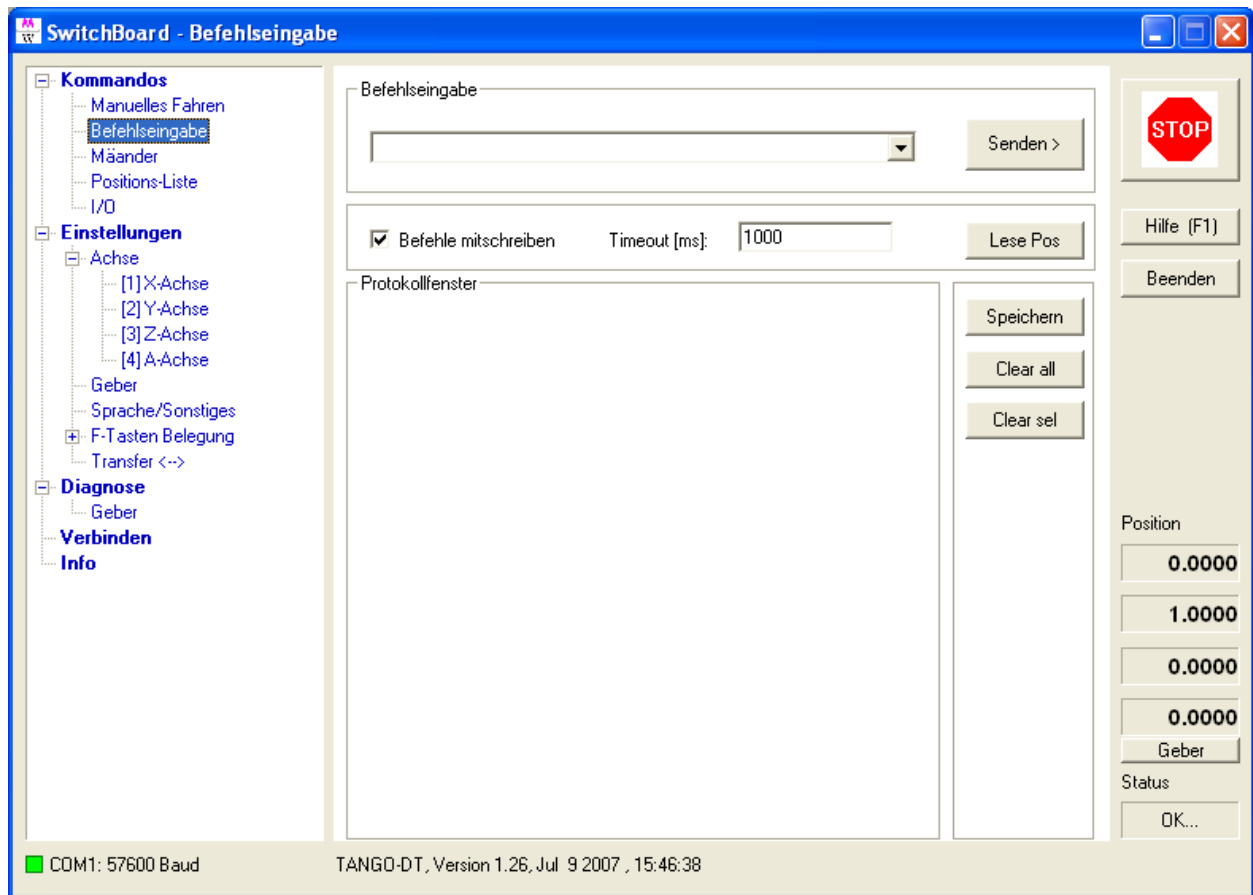 SwitchBoard - Befehlseingabe
Kommandos
Manuelles Fahren
Befehlseingabe
Mäander
Positions-Liste
I/O
Einstellungen
Achse
[1] X-Achse
[2] Y-Achse
[3] Z-Achse
[4] A-Achse
Geber
Sprache/Sonstiges
F-Tasten Belegung
Transfer <-->
Diagnose
Geber
Verbinden
Info
Befehlseingabe
Senden >
Befehle mitschreiben Timeout [ms]: 1000 Lese Pos
Protokollfenster
Speichern
Clear all
Clear sel
STOP
Hilfe (F1)
Beenden
Position
0.0000
1.0000
0.0000
0.0000
Geber
Status
OK...
COM1: 57600 Baud TANGO-DT, Version 1.26, Jul 9 2007 , 15:46:38